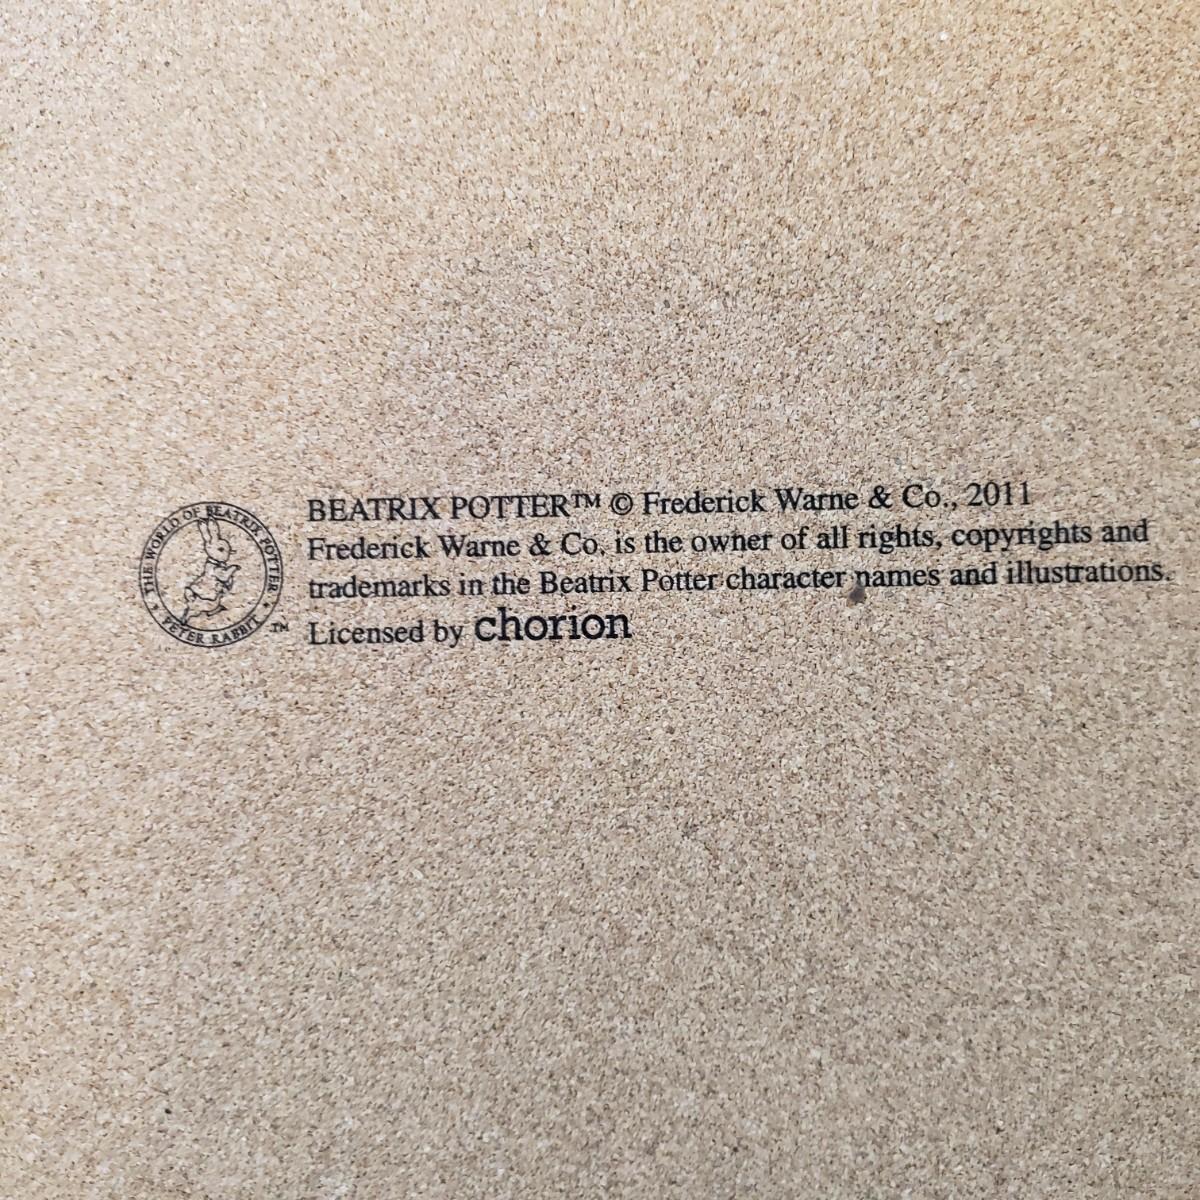 THE WORLD OF BEATRIX POTTER
PETER RABBIT
TM
BEATRIX POTTER™ © Frederick Warne & Co., 2011
Frederick Warne & Co. is the owner of all rights, copyrights and
trademarks in the Beatrix Potter character names and illustrations.
Licensed by chorion